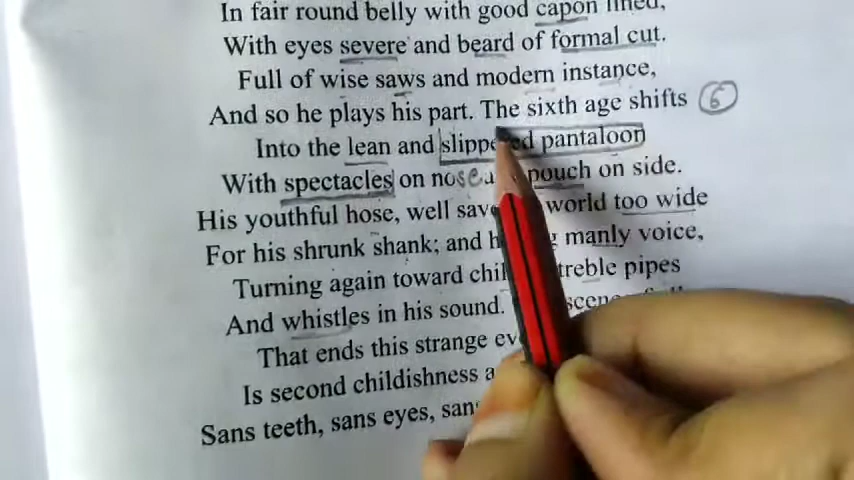 In fair round belly with good capon lined,
With eyes severe and beard of formal cut.
Full of wise saws and modern instance,
And so he plays his part. The sixth age shifts 6
Into the lean and slippered pantaloon
With spectacles on nose pouch on side.
His youthful hose, well world too wide
For his shrunk shank; and manly voice,
Turning again toward treble pipes
And whistles in his sound.
That ends this strange
Is second childishness
Sans teeth, sans eyes,